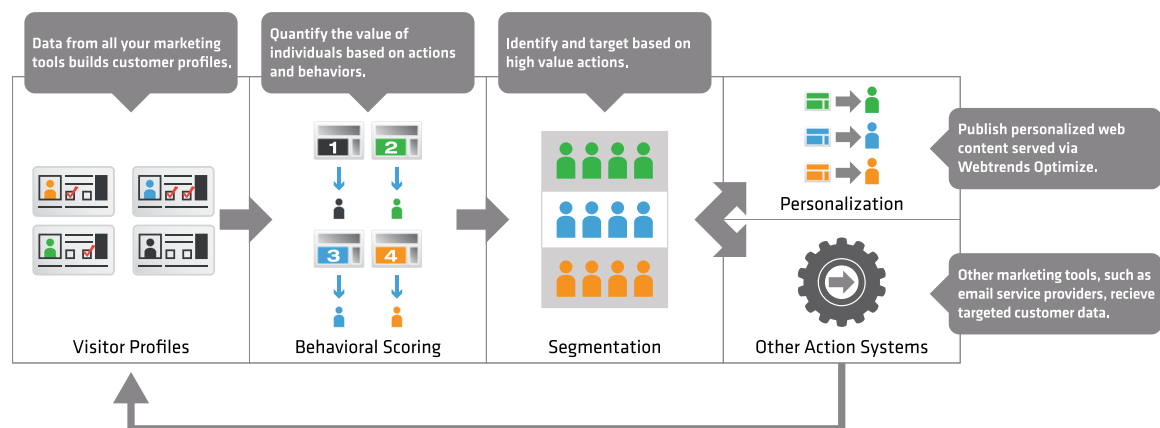 Data from all your marketing
tools builds customer profiles.
Quantify the value of
individuals based on actions
and behaviors.
Identify and target based on
high value actions.
1
2
3
4
Publish personalized web
content served via
Webtrends Optimize.
Personalization
Other marketing tools, such as
email service providers, recieve
targeted customer data.
Visitor Profiles
Behavioral Scoring
Segmentation
Other Action Systems